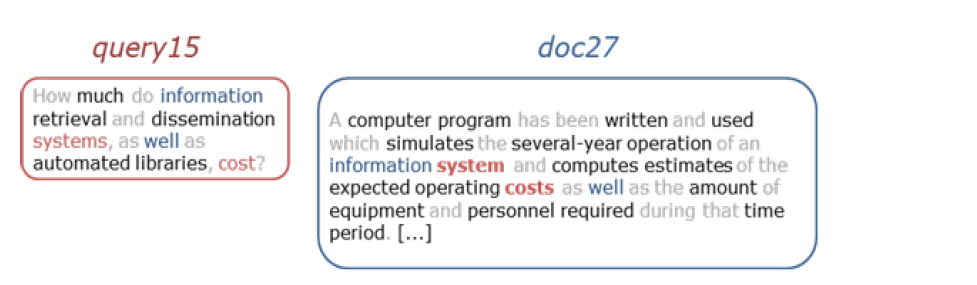 query15
How much do information
retrieval and dissemination
systems, as well as
automated libraries, cost?
doc27
A computer program has been written and used
which simulates the several-year operation of an
information system and computes estimates of the
expected operating costs as well as the amount of
equipment and personnel required during that time
period. [...]